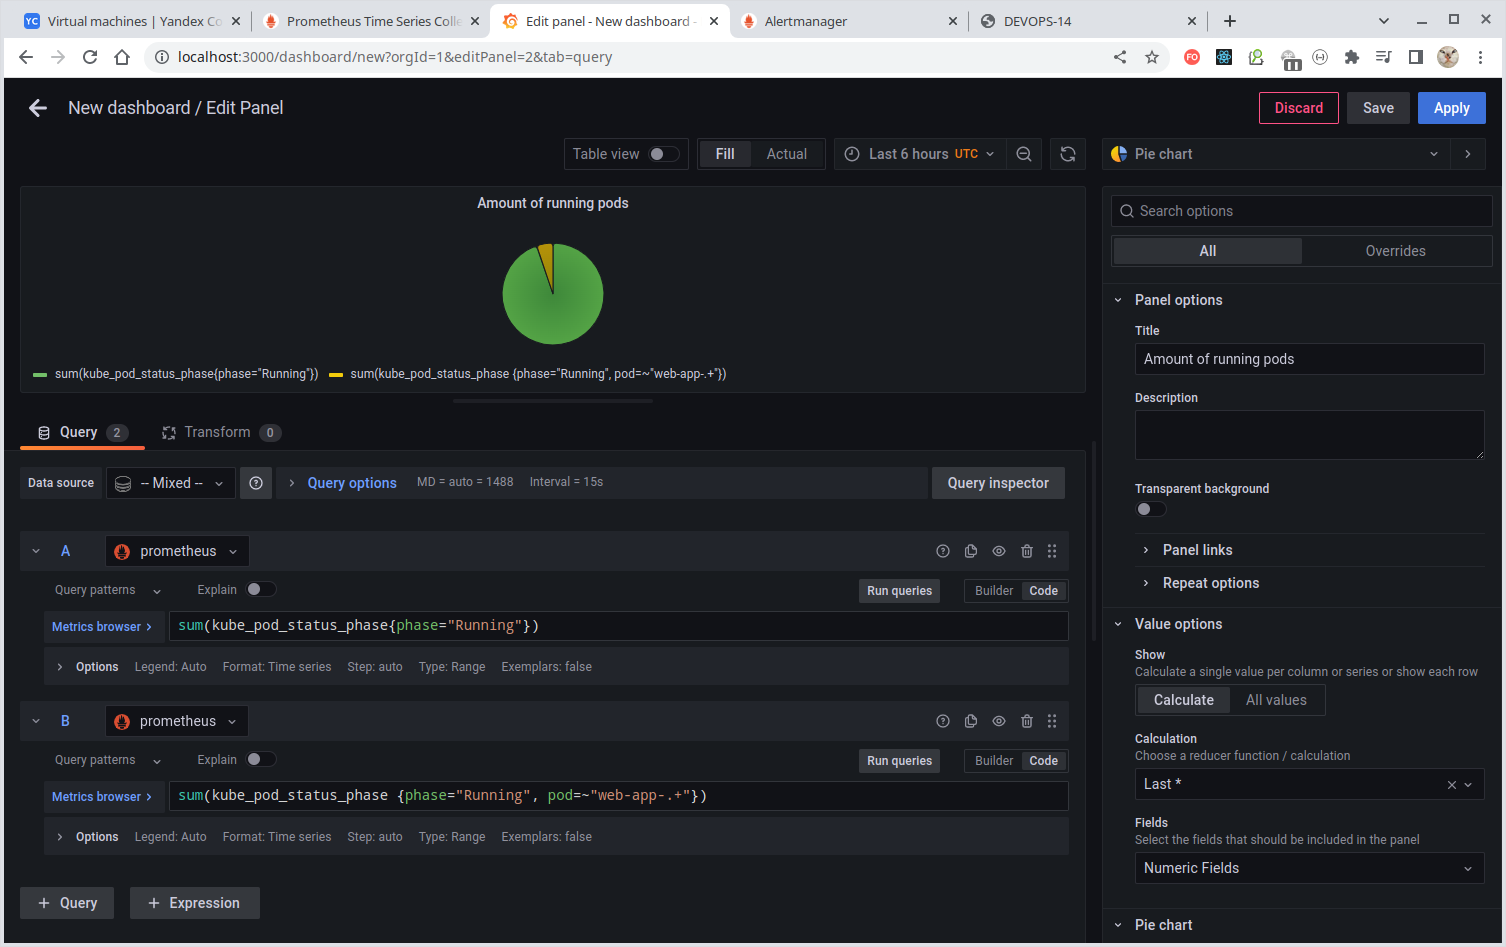 YC Virtual machines | Yandex Co
Prometheus Time Series Colle
Edit panel - New dashboard -
Alertmanager
DEVOPS-14
localhost:3000/dashboard/new?orgId=1&editPanel=2&tab=query
FO
New dashboard / Edit Panel
Discard
Save
Apply
Table view
Fill
Actual
Last 6 hours UTC
Pie chart
Amount of running pods
sum(kube_pod_status_phase{phase="Running"})
sum(kube_pod_status_phase {phase="Running", pod=~"web-app-.+"})
Search options
All
Overrides
Panel options
Title
Amount of running pods
Description
Transparent background
Panel links
Repeat options
Value options
Show
Calculate a single value per column or series or show each row
Calculate
All values
Calculation
Choose a reducer function / calculation
Last *
Fields
Select the fields that should be included in the panel
Numeric Fields
Pie chart
Query 2
Transform 0
Data source
-- Mixed --
Query options
MD = auto = 1488
Interval = 15s
Query inspector
A
prometheus
Query patterns
Explain
Run queries
Builder
Code
Metrics browser
sum(kube_pod_status_phase{phase="Running"})
Options
Legend: Auto
Format: Time series
Step: auto
Type: Range
Exemplars: false
B
prometheus
Query patterns
Explain
Run queries
Builder
Code
Metrics browser
sum(kube_pod_status_phase {phase="Running", pod=~"web-app-.+"})
Options
Legend: Auto
Format: Time series
Step: auto
Type: Range
Exemplars: false
+ Query
+ Expression